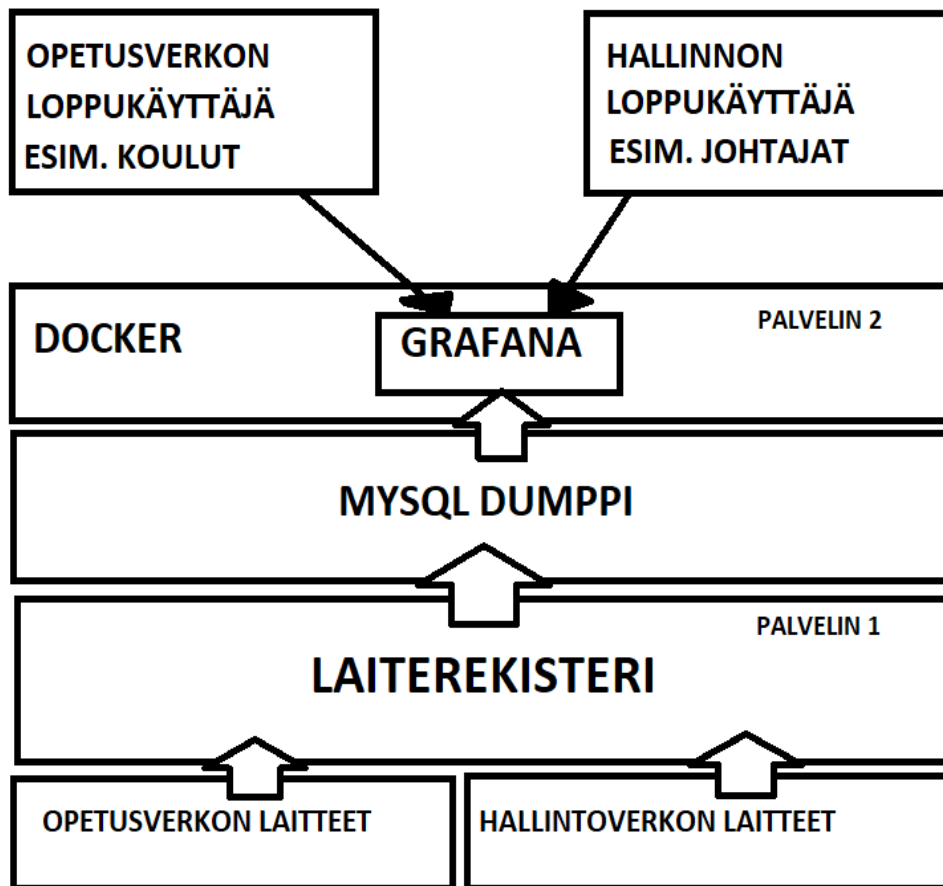 OPETUSVERKON
LOPPUKÄYTTÄJÄ
ESIM. KOULUT
HALLINNON
LOPPUKÄYTTÄJÄ
ESIM. JOHTAJAT
DOCKER
GRAFANA
PALVELIN 2
MYSQL DUMPPI
PALVELIN 1
LAITEREKISTERI
OPETUSVERKON LAITTEET
HALLINTOVERKON LAITTEET